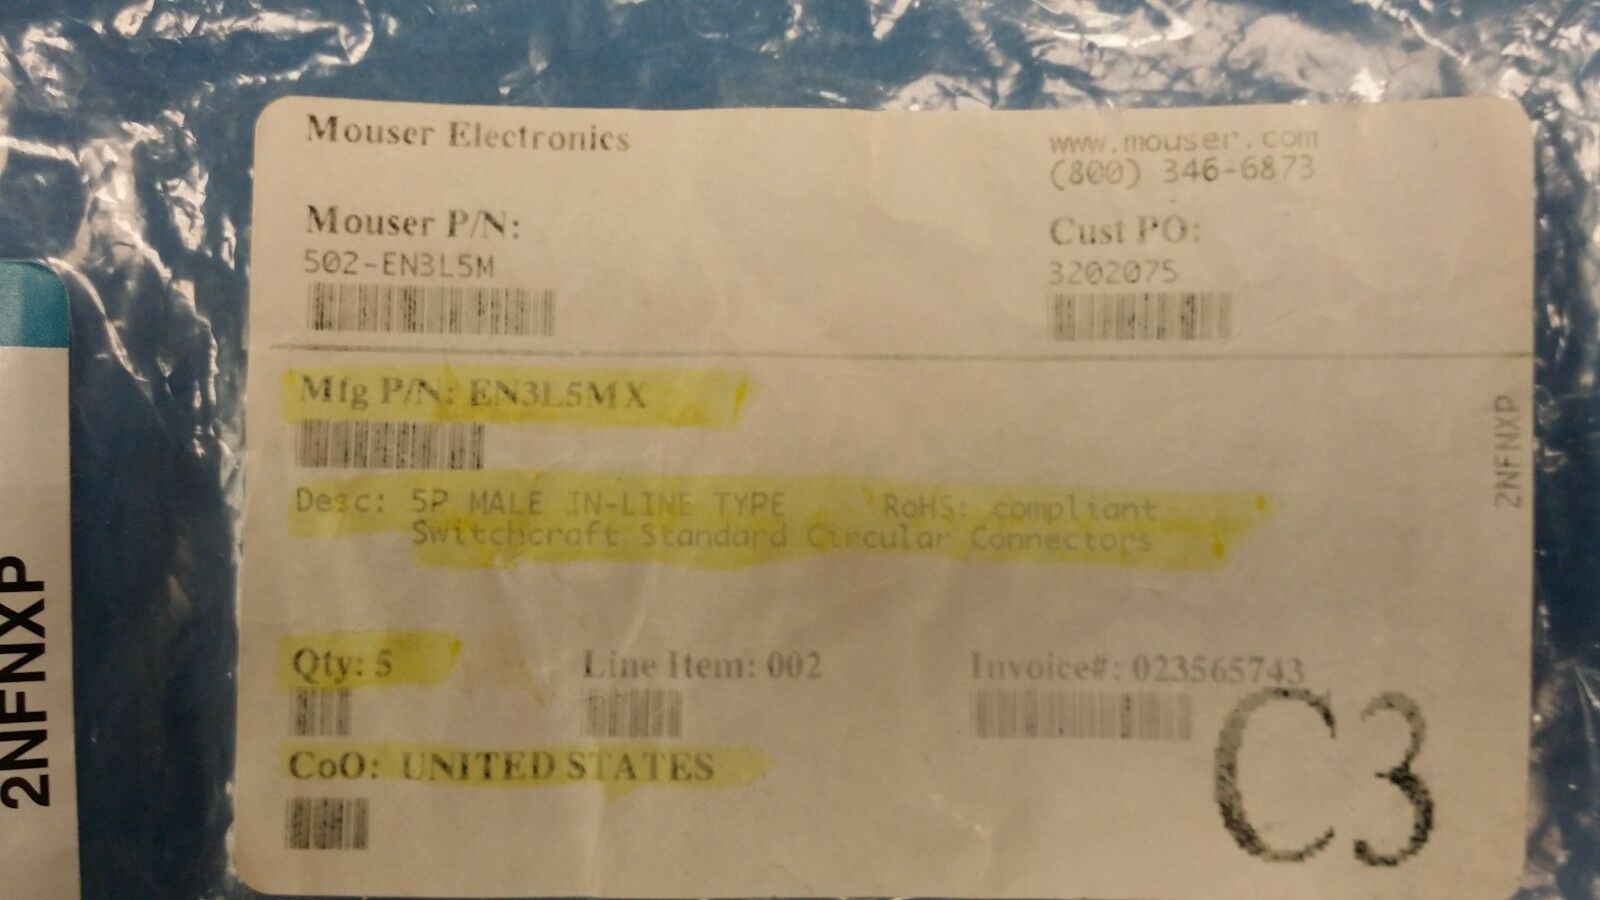 Mouser Electronics
www.mouser.com
(800) 346-6873
Mouser P/N:
502-EN3L5M
Cust PO:
3202075
Mfg P/N: EN3L5MX
Desc: 5P MALE IN-LINE TYPE RoHS: compliant
Switchcraft Standard Circular Connectors
Qty: 5
Line Item: 002
Invoice#: 023565743
CoO: UNITED STATES
C3
2NFNXP
2NFNXP